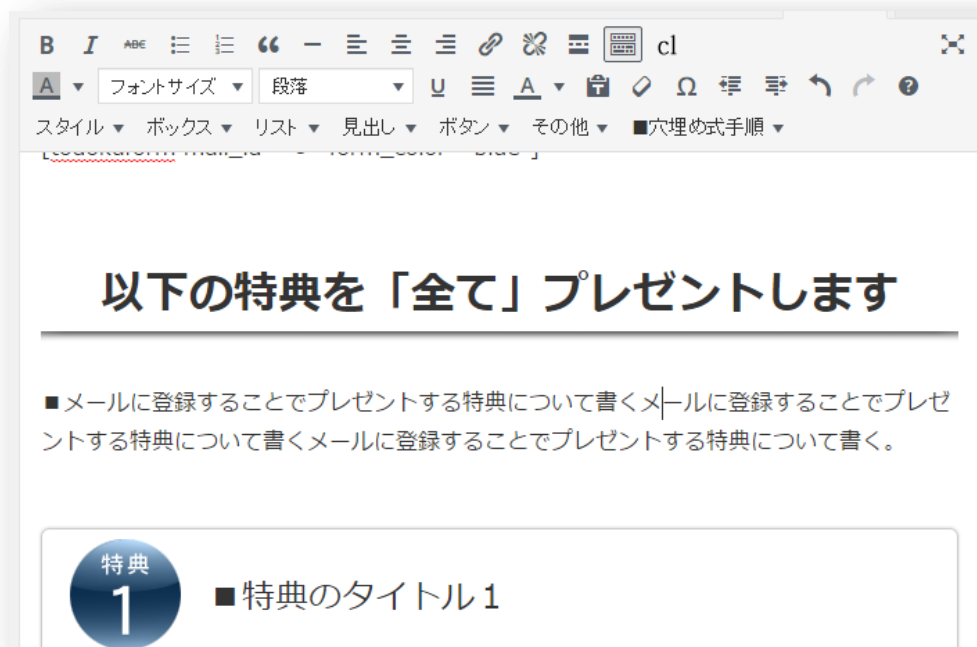 B I ABE cl
A フォントサイズ 段落 U A Ω
スタイル ボックス リスト 見出し ボタン その他 ■穴埋め式手順
以下の特典を「全て」プレゼントします
■メールに登録することでプレゼントする特典について書くメールに登録することでプレゼ
ントする特典について書くメールに登録することでプレゼントする特典について書く。
特典
1
■特典のタイトル1